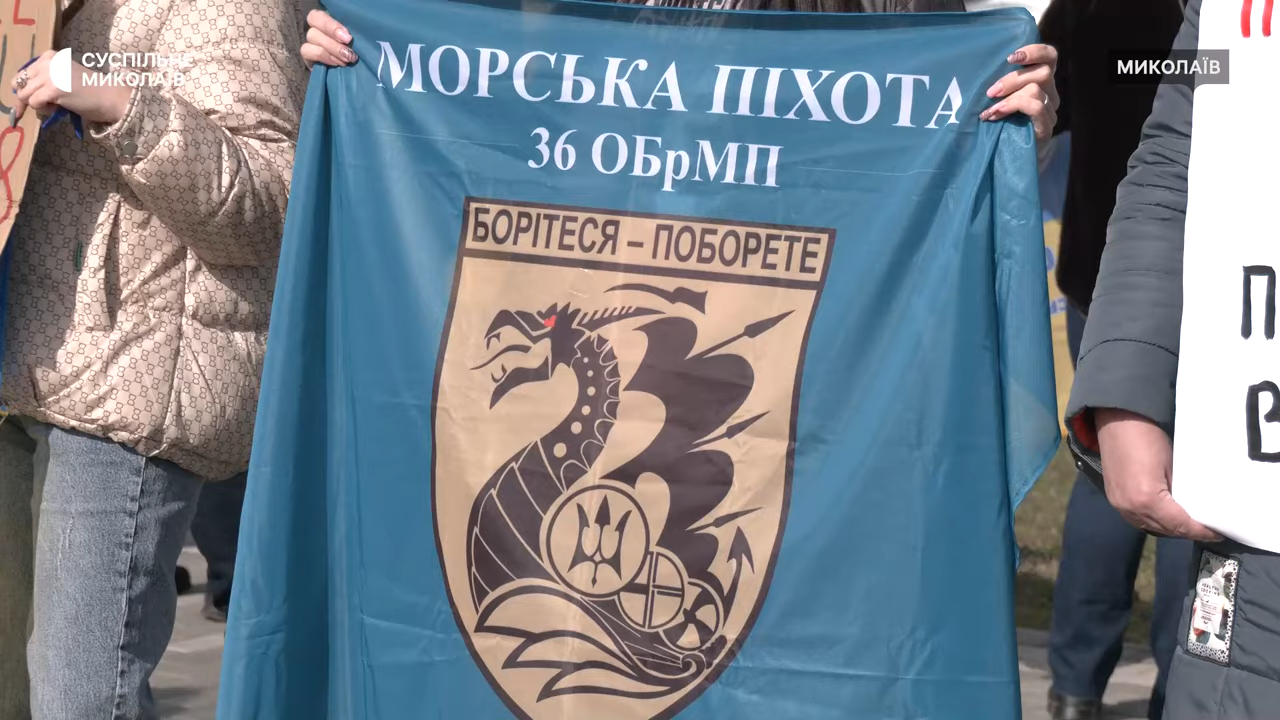 СУСПІЛЬНЕ
МИКОЛАЇВ
МИКОЛАЇВ
МОРСЬКА ПІХОТА
36 ОБрМП
БОРІТЕСЯ – ПОБОРЕТЕ